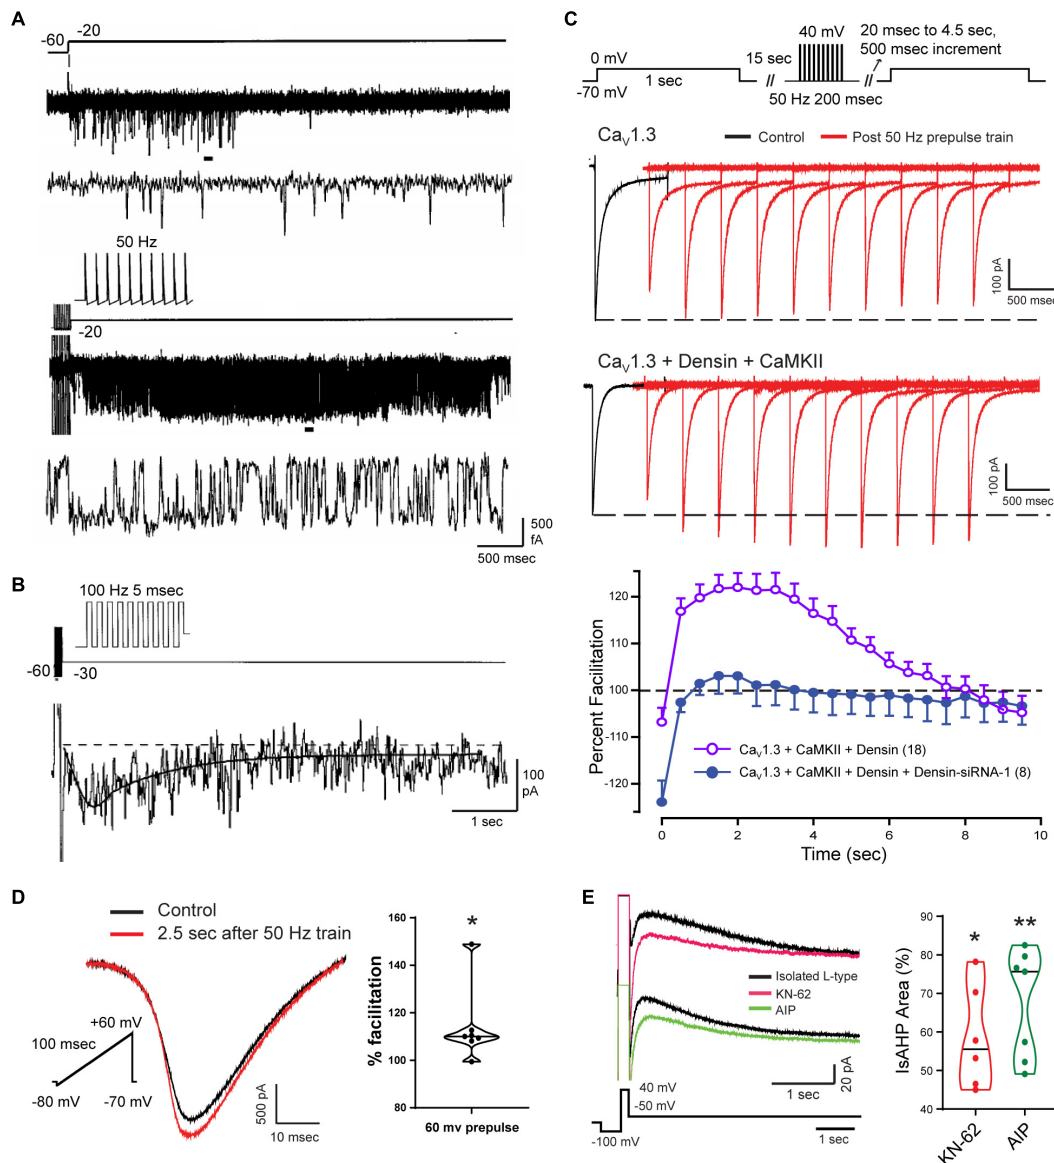 A
-60
-20
50 Hz
-20
500 fA
500 msec
B
100 Hz 5 msec
-60
-30
100 pA
1 sec
C
0 mV
-70 mV
1 sec
15 sec
40 mV
50 Hz 200 msec
20 msec to 4.5 sec,
500 msec increment
CaV1.3
Control
Post 50 Hz prepulse train
100 pA
500 msec
CaV1.3 + Densin + CaMKII
100 pA
500 msec
Percent Facilitation
120
110
100
-110
-120
CaV1.3 + CaMKII + Densin (18)
CaV1.3 + CaMKII + Densin + Densin-siRNA-1 (8)
0 2 4 6 8 10
Time (sec)
D
Control
2.5 sec after 50 Hz train
+60 mV
100 msec
-80 mV
-70 mV
500 pA
10 msec
% facilitation
160
140
120
100
80
*
60 mv prepulse
E
Isolated L-type
KN-62
AIP
20 pA
1 sec
40 mV
-50 mV
-100 mV
1 sec
IsAHP Area (%)
90
80
70
60
50
40
*
**
KN-62
AIP